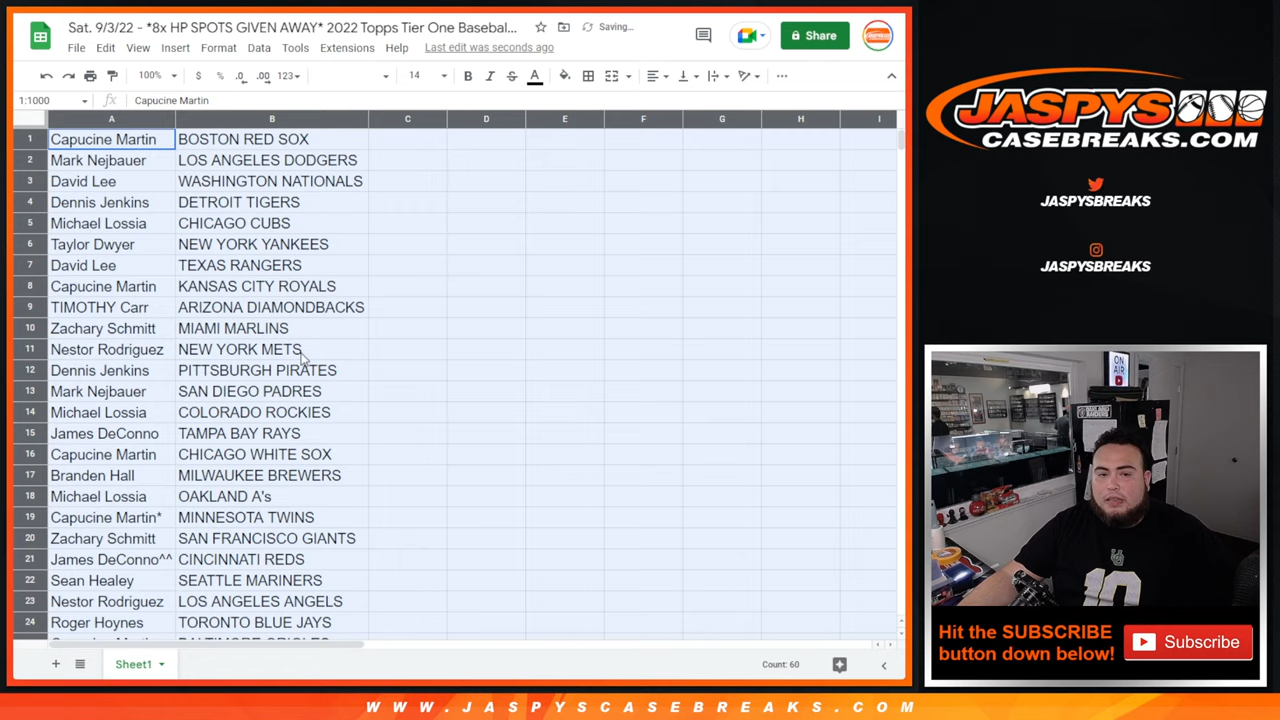 Sat. 9/3/22 - *8x HP SPOTS GIVEN AWAY* 2022 Topps Tier One Basebal...
Saving...
Share
File Edit View Insert Format Data Tools Extensions Help Last edit was seconds ago
100% $ % .0 .00 123 14 B I S A
1:1000 fx Capucine Martin
A B C D E F G H I
1 Capucine Martin BOSTON RED SOX
2 Mark Nejbauer LOS ANGELES DODGERS
3 David Lee WASHINGTON NATIONALS
4 Dennis Jenkins DETROIT TIGERS
5 Michael Lossia CHICAGO CUBS
6 Taylor Dwyer NEW YORK YANKEES
7 David Lee TEXAS RANGERS
8 Capucine Martin KANSAS CITY ROYALS
9 TIMOTHY Carr ARIZONA DIAMONDBACKS
10 Zachary Schmitt MIAMI MARLINS
11 Nestor Rodriguez NEW YORK METS
12 Dennis Jenkins PITTSBURGH PIRATES
13 Mark Nejbauer SAN DIEGO PADRES
14 Michael Lossia COLORADO ROCKIES
15 James DeConno TAMPA BAY RAYS
16 Capucine Martin CHICAGO WHITE SOX
17 Branden Hall MILWAUKEE BREWERS
18 Michael Lossia OAKLAND A's
19 Capucine Martin* MINNESOTA TWINS
20 Zachary Schmitt SAN FRANCISCO GIANTS
21 James DeConno^^ CINCINNATI REDS
22 Sean Healey SEATTLE MARINERS
23 Nestor Rodriguez LOS ANGELES ANGELS
24 Roger Hoynes TORONTO BLUE JAYS
Sheet1
Count: 60
JASPYS
CASEBREAKS.COM
JASPYSBREAKS
JASPYSBREAKS
ON AIR
10
Hit the SUBSCRIBE
button down below!
Subscribe
WWW.JASPYSCASEBREAKS.COM